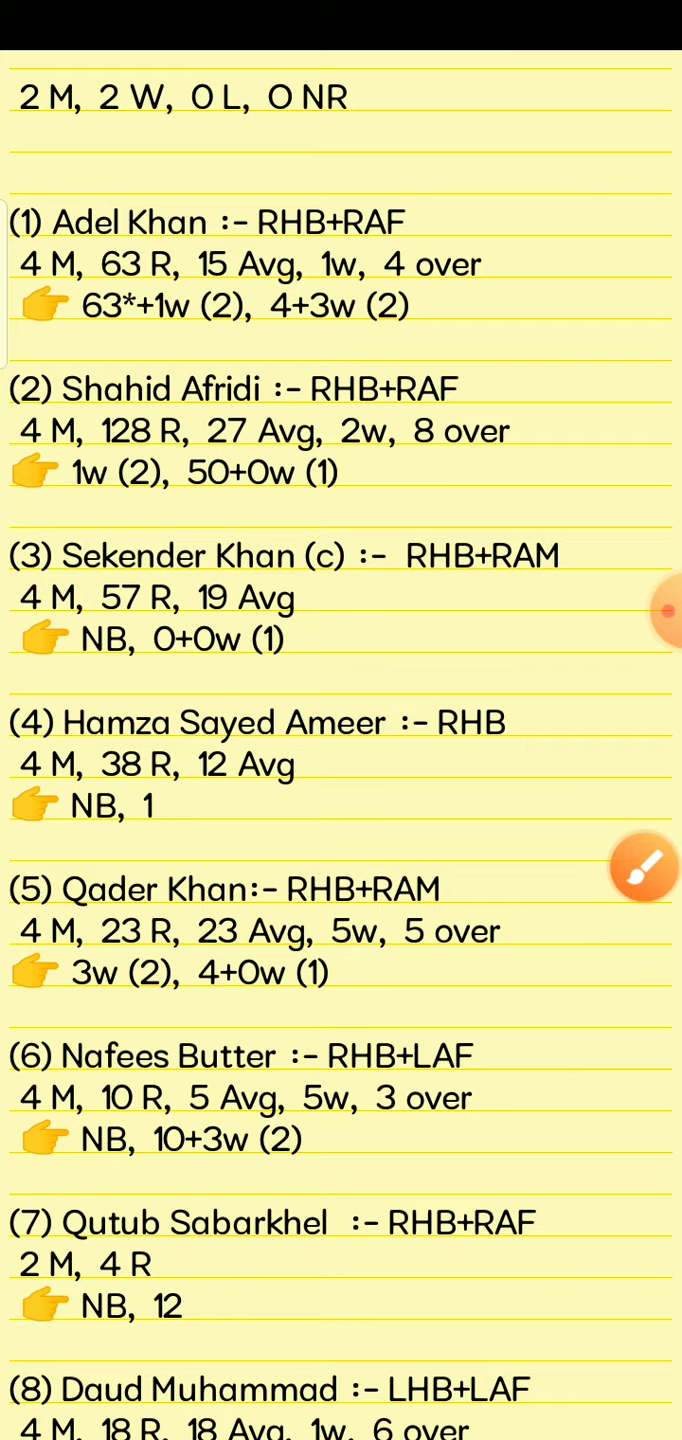 2 M, 2 W, 0 L, O NR
(1) Adel Khan :- RHB+RAF
4 M, 63 R, 15 Avg, 1w, 4 over
👉 63*+1w (2), 4+3w (2)
(2) Shahid Afridi :- RHB+RAF
4 M, 128 R, 27 Avg, 2w, 8 over
👉 1w (2), 50+0w (1)
(3) Sekender Khan (c) :- RHB+RAM
4 M, 57 R, 19 Avg
👉 NB, 0+0w (1)
(4) Hamza Sayed Ameer :- RHB
4 M, 38 R, 12 Avg
👉 NB, 1
(5) Qader Khan:- RHB+RAM
4 M, 23 R, 23 Avg, 5w, 5 over
👉 3w (2), 4+0w (1)
(6) Nafees Butter :- RHB+LAF
4 M, 10 R, 5 Avg, 5w, 3 over
👉 NB, 10+3w (2)
(7) Qutub Sabarkhel :- RHB+RAF
2 M, 4 R
👉 NB, 12
(8) Daud Muhammad :- LHB+LAF
4 M, 18 R, 18 Avg, 1w, 6 over